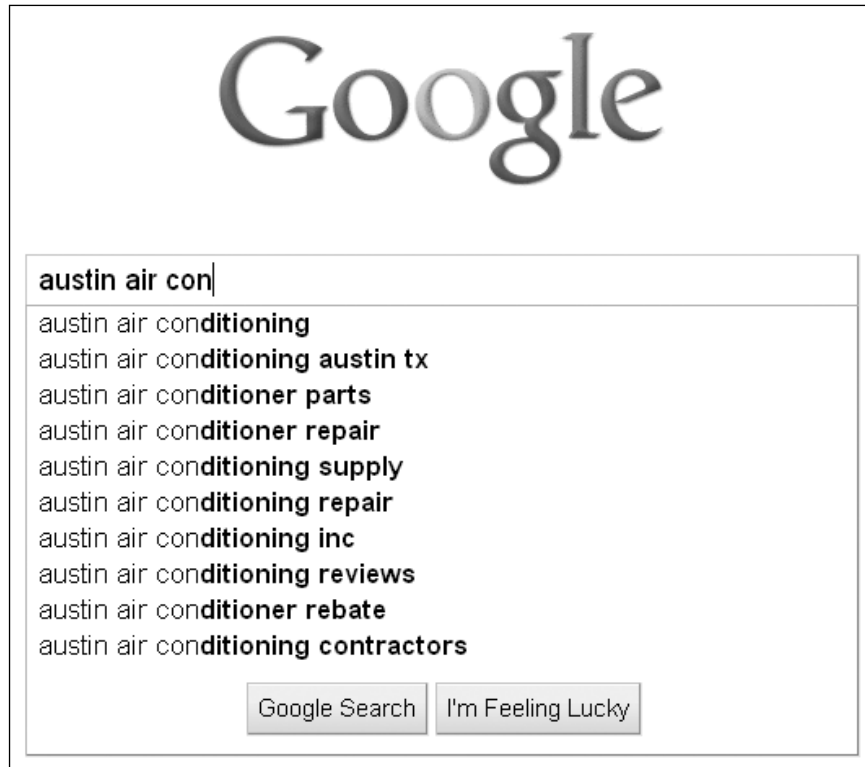 Google
austin air con
austin air conditioning
austin air conditioning austin tx
austin air conditioner parts
austin air conditioner repair
austin air conditioning supply
austin air conditioning repair
austin air conditioning inc
austin air conditioning reviews
austin air conditioner rebate
austin air conditioning contractors
Google Search I'm Feeling Lucky